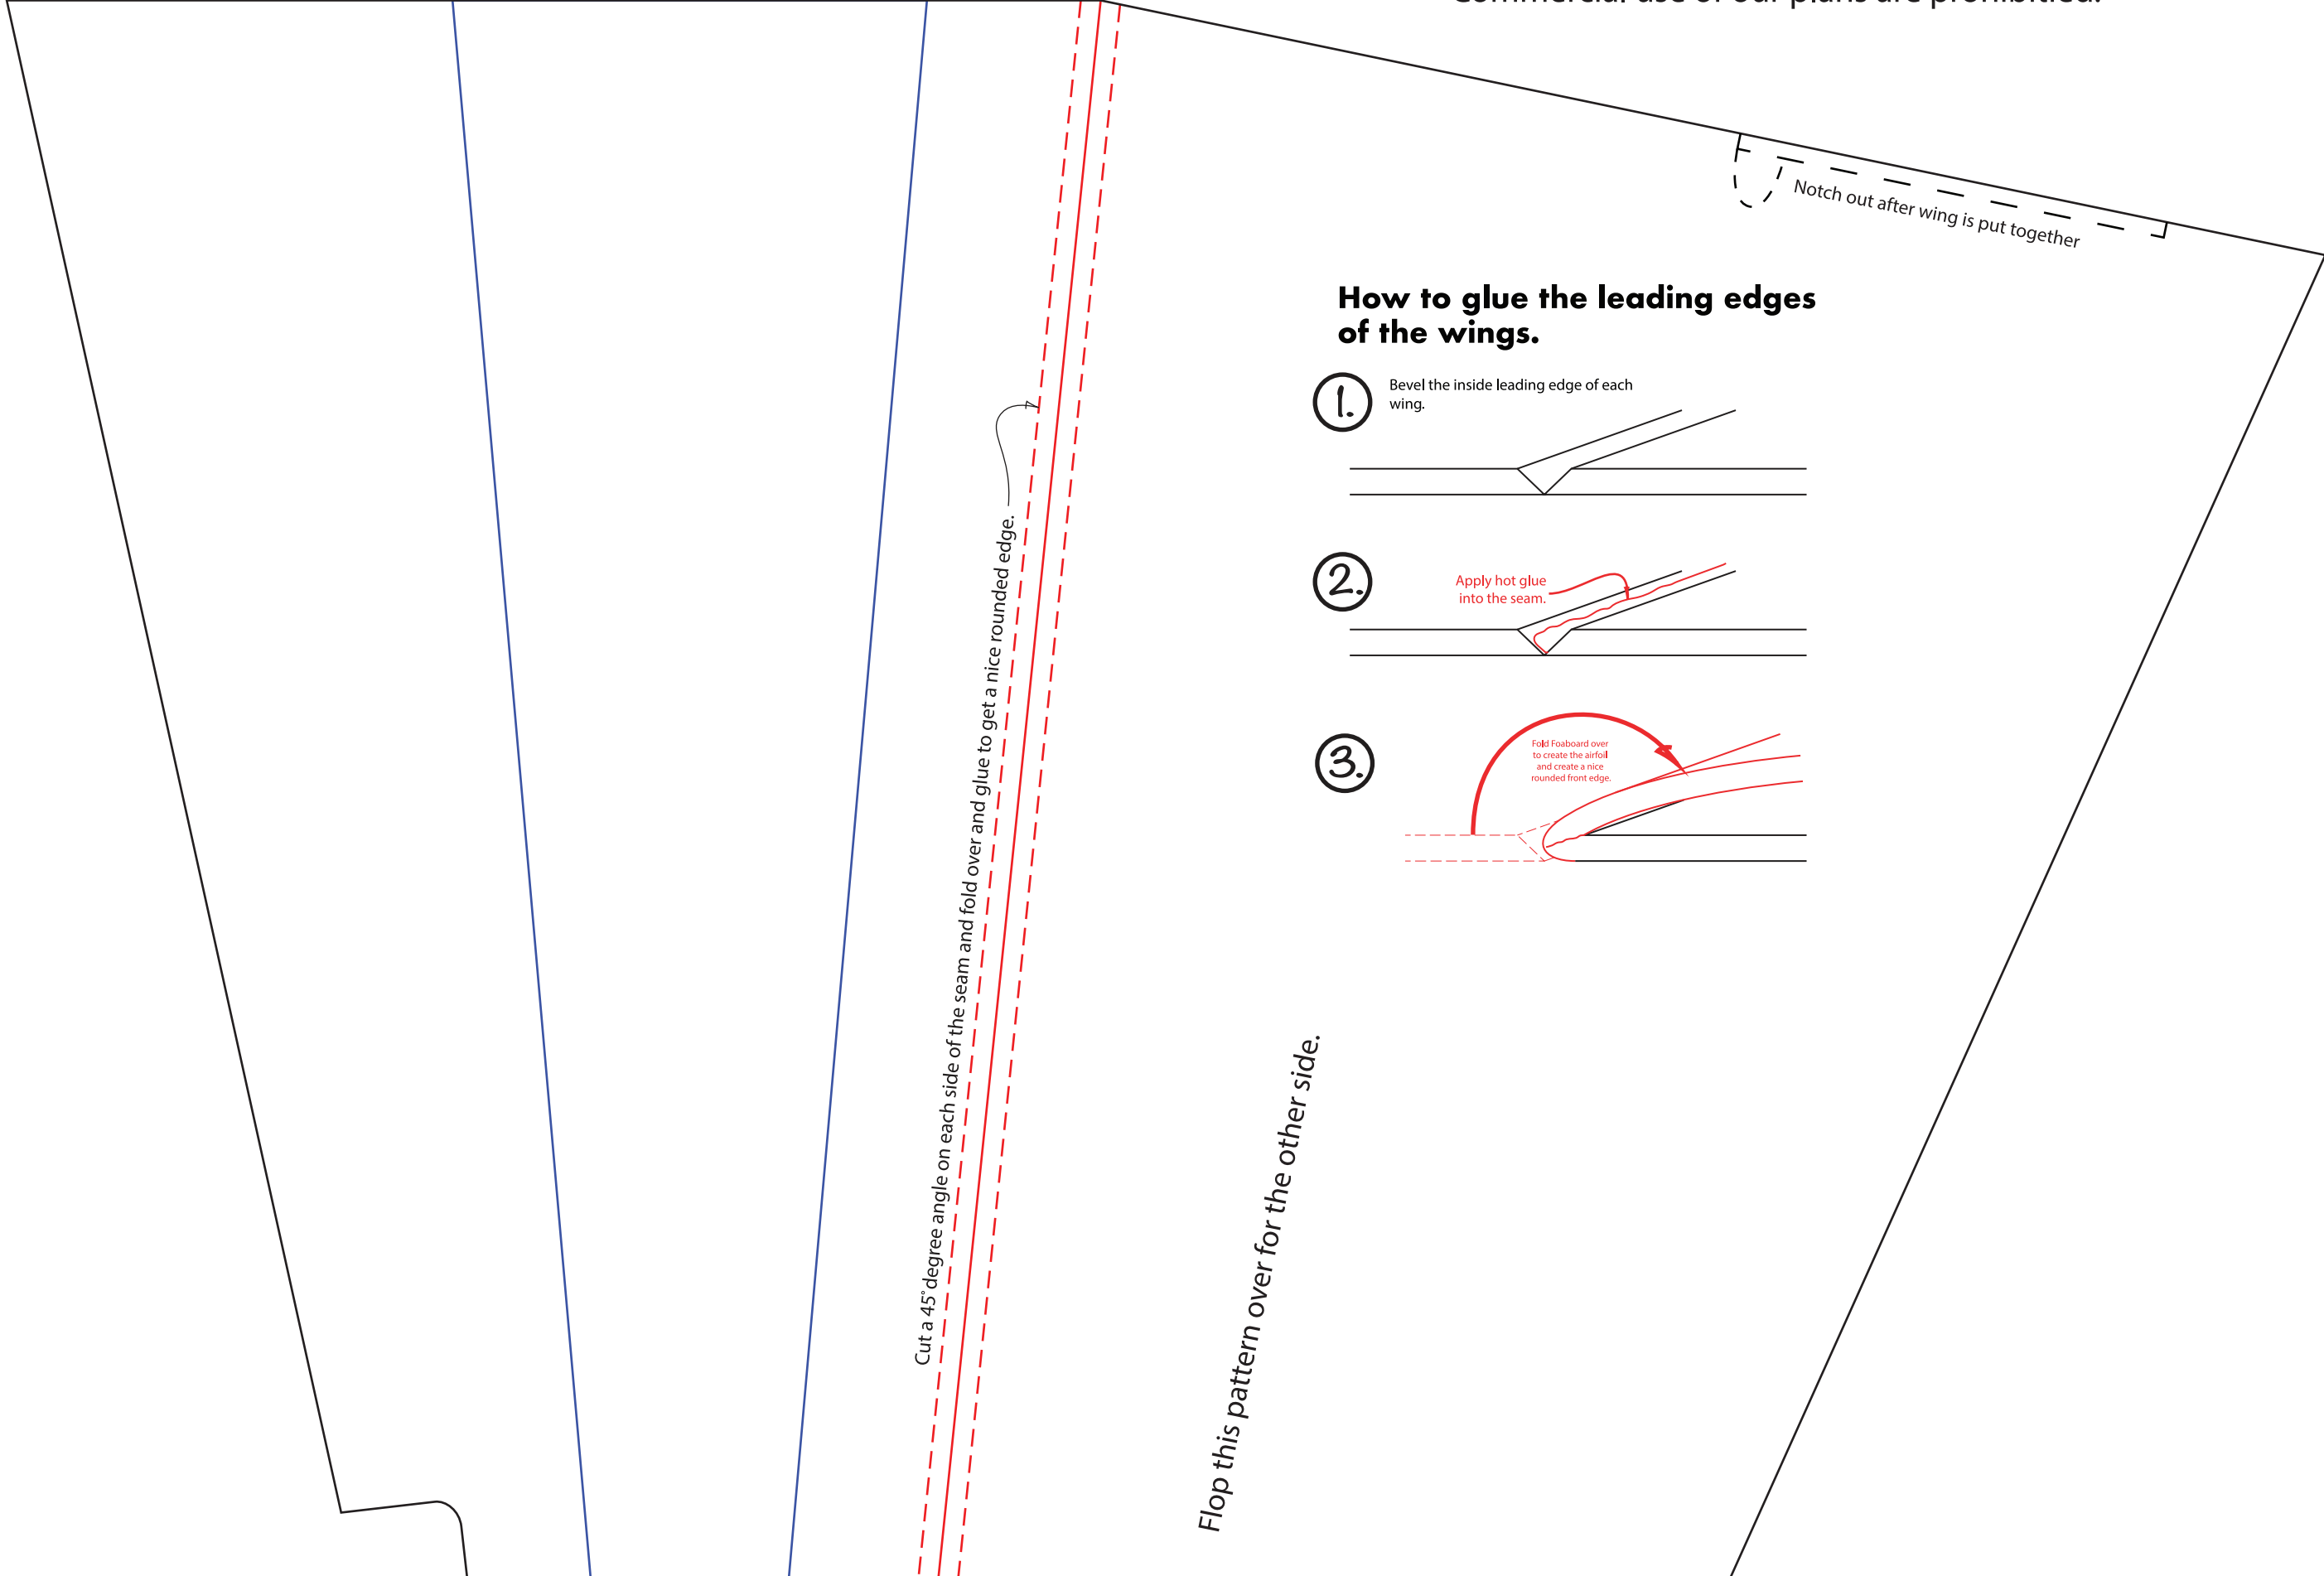 Commercial use of our plans are prohibitied.
Notch out after wing is put together
How to glue the leading edges
of the wings.
1.
Bevel the inside leading edge of each
wing.
2.
Apply hot glue
into the seam.
3.
Fold Foaboard over
to create the airfoil
and create a nice
rounded front edge.
Cut a 45° degree angle on each side of the seam and fold over and glue to get a nice rounded edge.
Flop this pattern over for the other side.